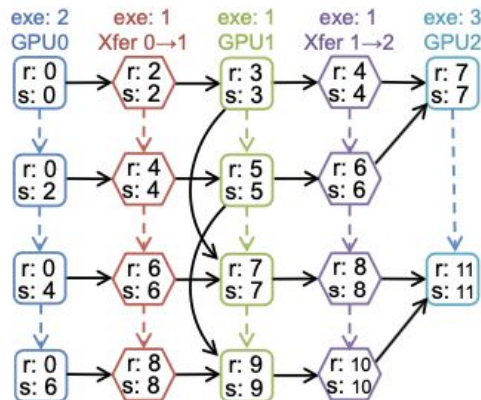 exe: 2 exe: 1 exe: 1 exe: 1 exe: 3
GPU0 Xfer 0→1 GPU1 Xfer 1→2 GPU2
r: 0 r: 2 r: 3 r: 4 r: 7
s: 0 s: 2 s: 3 s: 4 s: 7
r: 0 r: 4 r: 5 r: 6
s: 2 s: 4 s: 5 s: 6
r: 0 r: 6 r: 7 r: 8 r: 11
s: 4 s: 6 s: 7 s: 8 s: 11
r: 0 r: 8 r: 9 r: 10
s: 6 s: 8 s: 9 s: 10